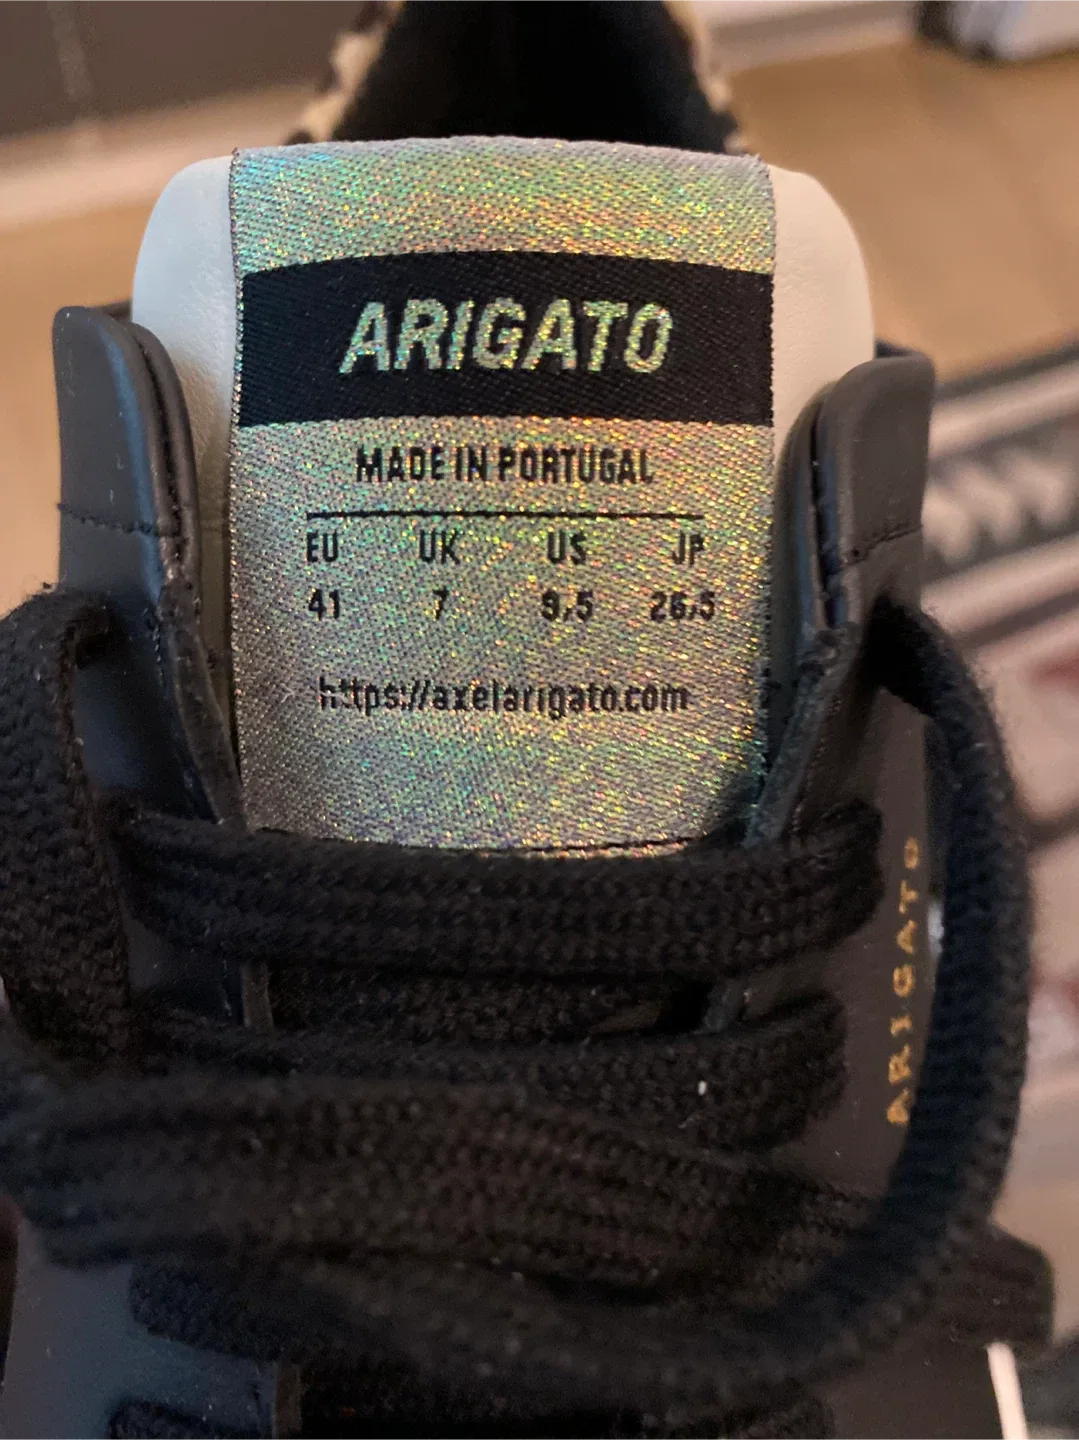 ARIGATO
MADE IN PORTUGAL
EU UK US JP
41 7 9.5 26.5
https://axelarigato.com
ARIGATO